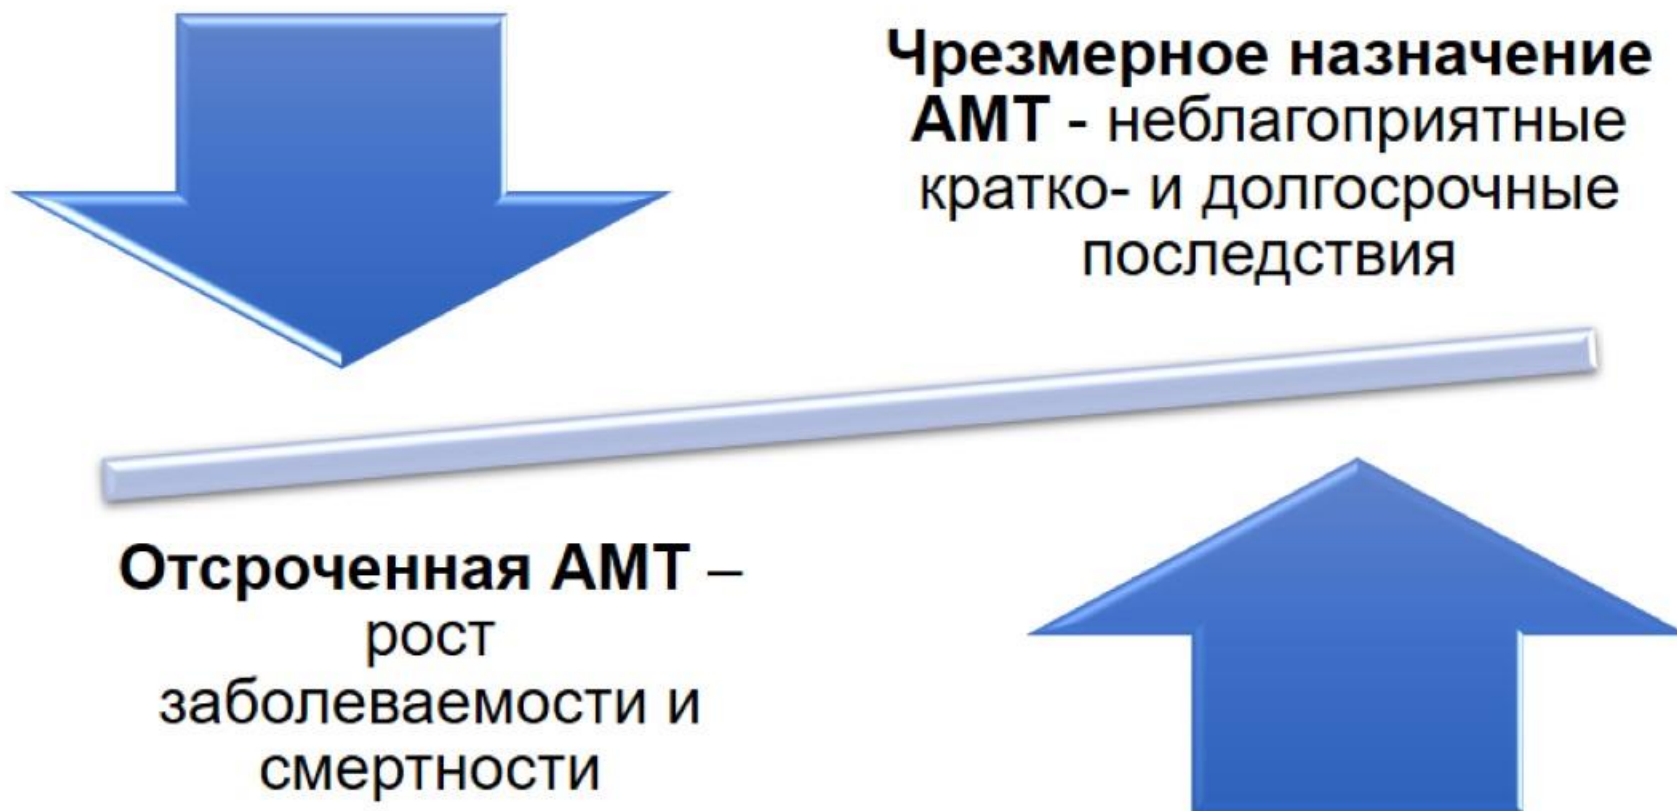 Чрезмерное назначение
АМТ - неблагоприятные
кратко- и долгосрочные
последствия
Отсроченная АМТ –
рост
заболеваемости и
смертности